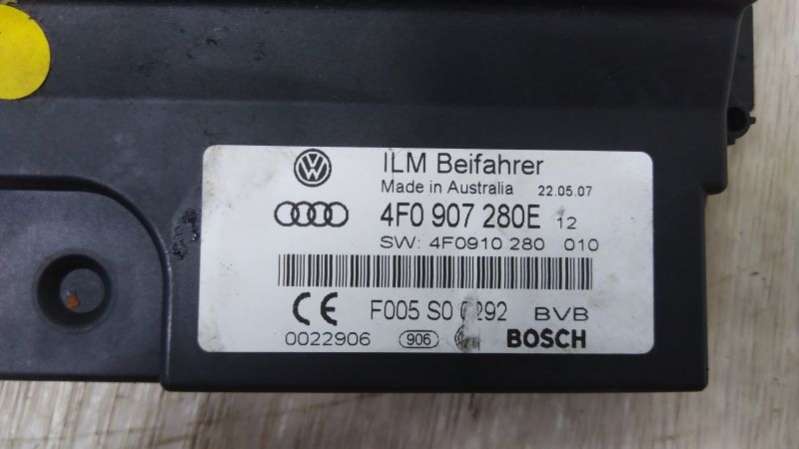 ILM Beifahrer
Made in Australia 22.05.07
4F0 907 280E 12
SW: 4F0910 280 010
CE F005 S0 292 BVB
0022906 906 BOSCH